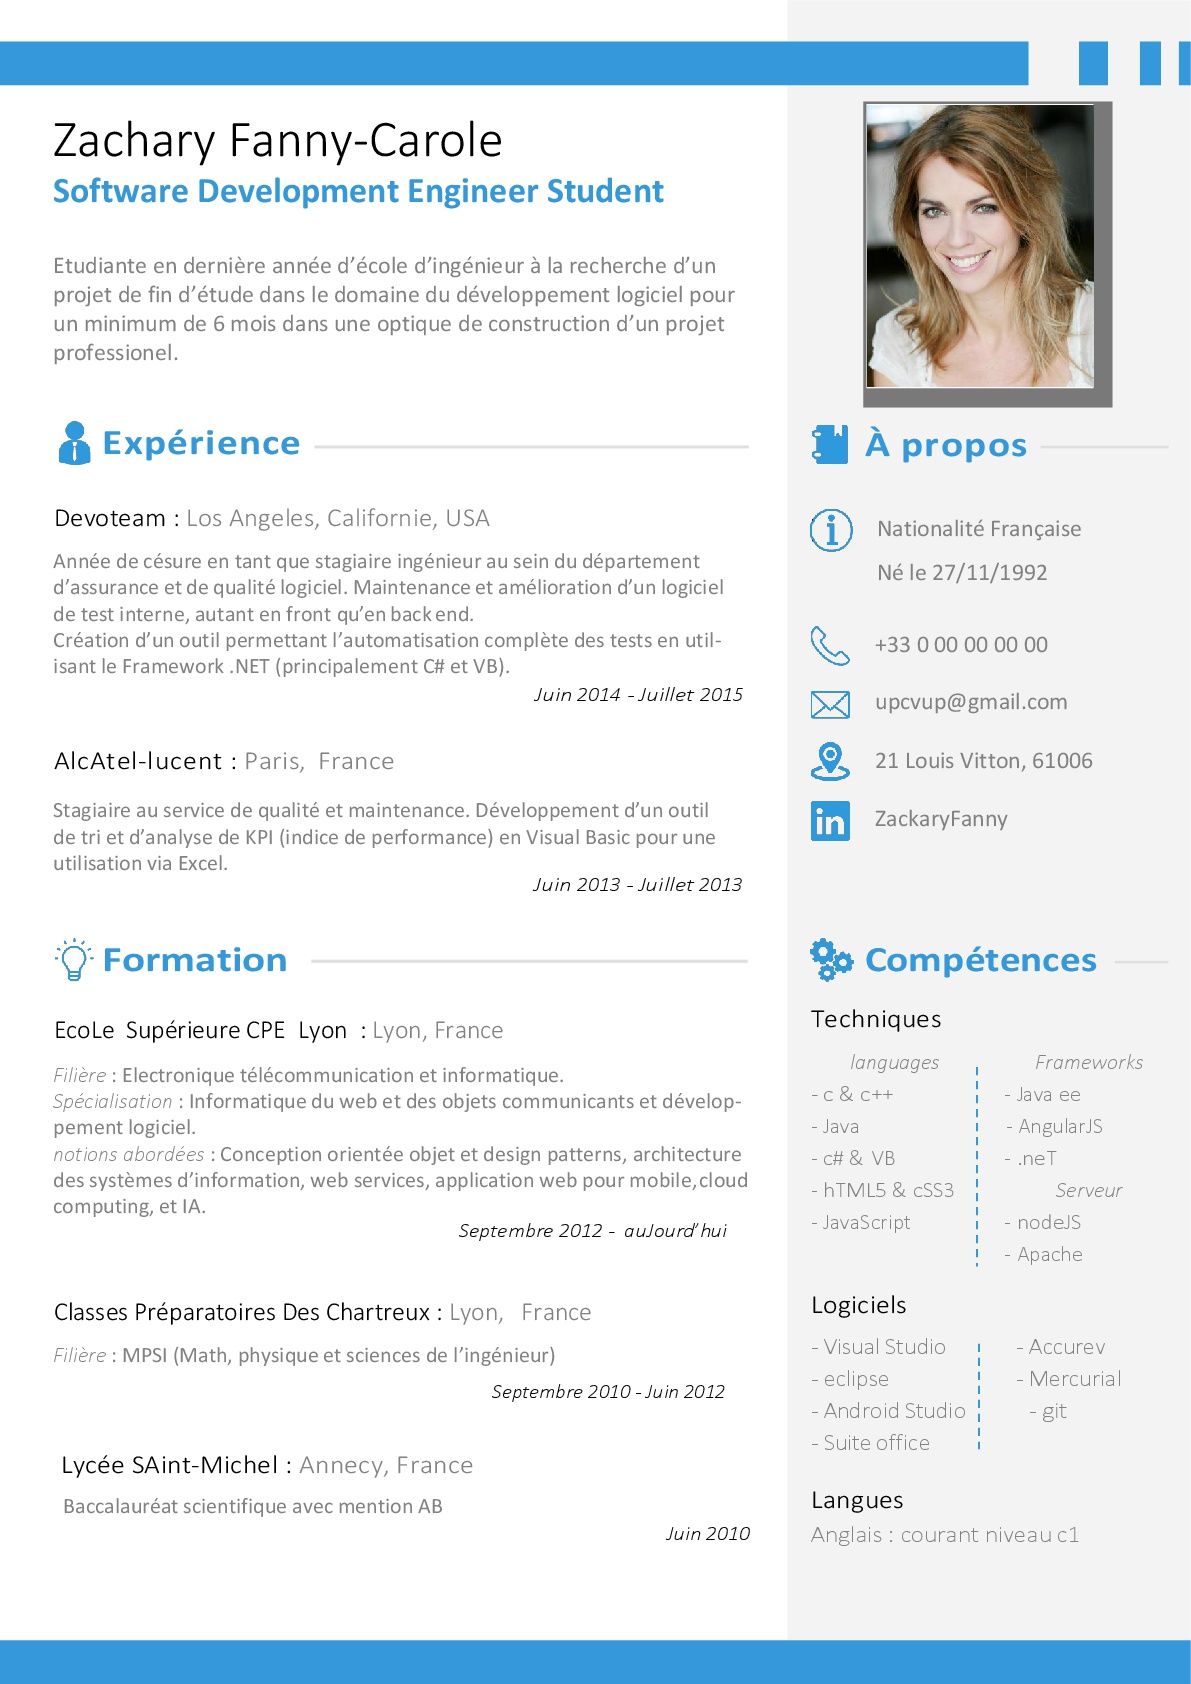 Zachary Fanny-Carole
Software Development Engineer Student
Etudiante en dernière année d’école d’ingénieur à la recherche d’un
projet de fin d’étude dans le domaine du développement logiciel pour
un minimum de 6 mois dans une optique de construction d’un projet
professionel.
Expérience
Devoteam : Los Angeles, Californie, USA
Année de césure en tant que stagiaire ingénieur au sein du département
d’assurance et de qualité logiciel. Maintenance et amélioration d’un logiciel
de test interne, autant en front qu’en back end.
Création d’un outil permettant l’automatisation complète des tests en util-
isant le Framework .NET (principalement C# et VB).
Juin 2014 - Juillet 2015
AlcAtel-lucent : Paris, France
Stagiaire au service de qualité et maintenance. Développement d’un outil
de tri et d’analyse de KPI (indice de performance) en Visual Basic pour une
utilisation via Excel.
Juin 2013 - Juillet 2013
Formation
EcoLe Supérieure CPE Lyon : Lyon, France
Filière : Electronique télécommunication et informatique.
Spécialisation : Informatique du web et des objets communicants et dévelop-
pement logiciel.
notions abordées : Conception orientée objet et design patterns, architecture
des systèmes d’information, web services, application web pour mobile, cloud
computing, et IA.
Septembre 2012 - auJourd’hui
Classes Préparatoires Des Chartreux : Lyon, France
Filière : MPSI (Math, physique et sciences de l’ingénieur)
Septembre 2010 - Juin 2012
Lycée SAint-Michel : Annecy, France
Baccalauréat scientifique avec mention AB
Juin 2010
À propos
Nationalité Française
Né le 27/11/1992
+33 0 00 00 00 00
upcvup@gmail.com
21 Louis Vitton, 61006
in ZackaryFanny
Compétences
Techniques
languages
- c & c++
- Java
- c# & VB
- hTML5 & cSS3
- JavaScript
Frameworks
- Java ee
- AngularJS
- .neT
Serveur
- nodeJS
- Apache
Logiciels
- Visual Studio
- eclipse
- Android Studio
- Suite office
- Accurev
- Mercurial
- git
Langues
Anglais : courant niveau c1